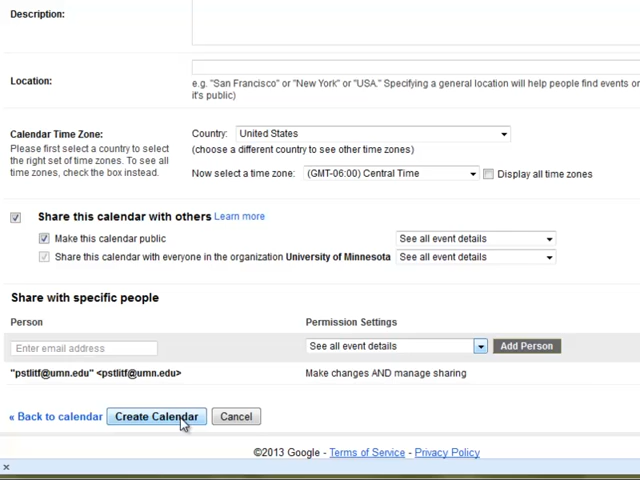 Description:
Location:
e.g. "San Francisco" or "New York" or "USA." Specifying a general location will help people find events on
it's public)
Calendar Time Zone:
Country: United States
Please first select a country to select
the right set of time zones. To see all
time zones, check the box instead.
(choose a different country to see other time zones)
Now select a time zone: (GMT-06:00) Central Time Display all time zones
Share this calendar with others Learn more
Make this calendar public See all event details
Share this calendar with everyone in the organization University of Minnesota See all event details
Share with specific people
Person Permission Settings
Enter email address See all event details Add Person
"pstlitf@umn.edu" <pstlitf@umn.edu> Make changes AND manage sharing
« Back to calendar Create Calendar Cancel
©2013 Google - Terms of Service - Privacy Policy